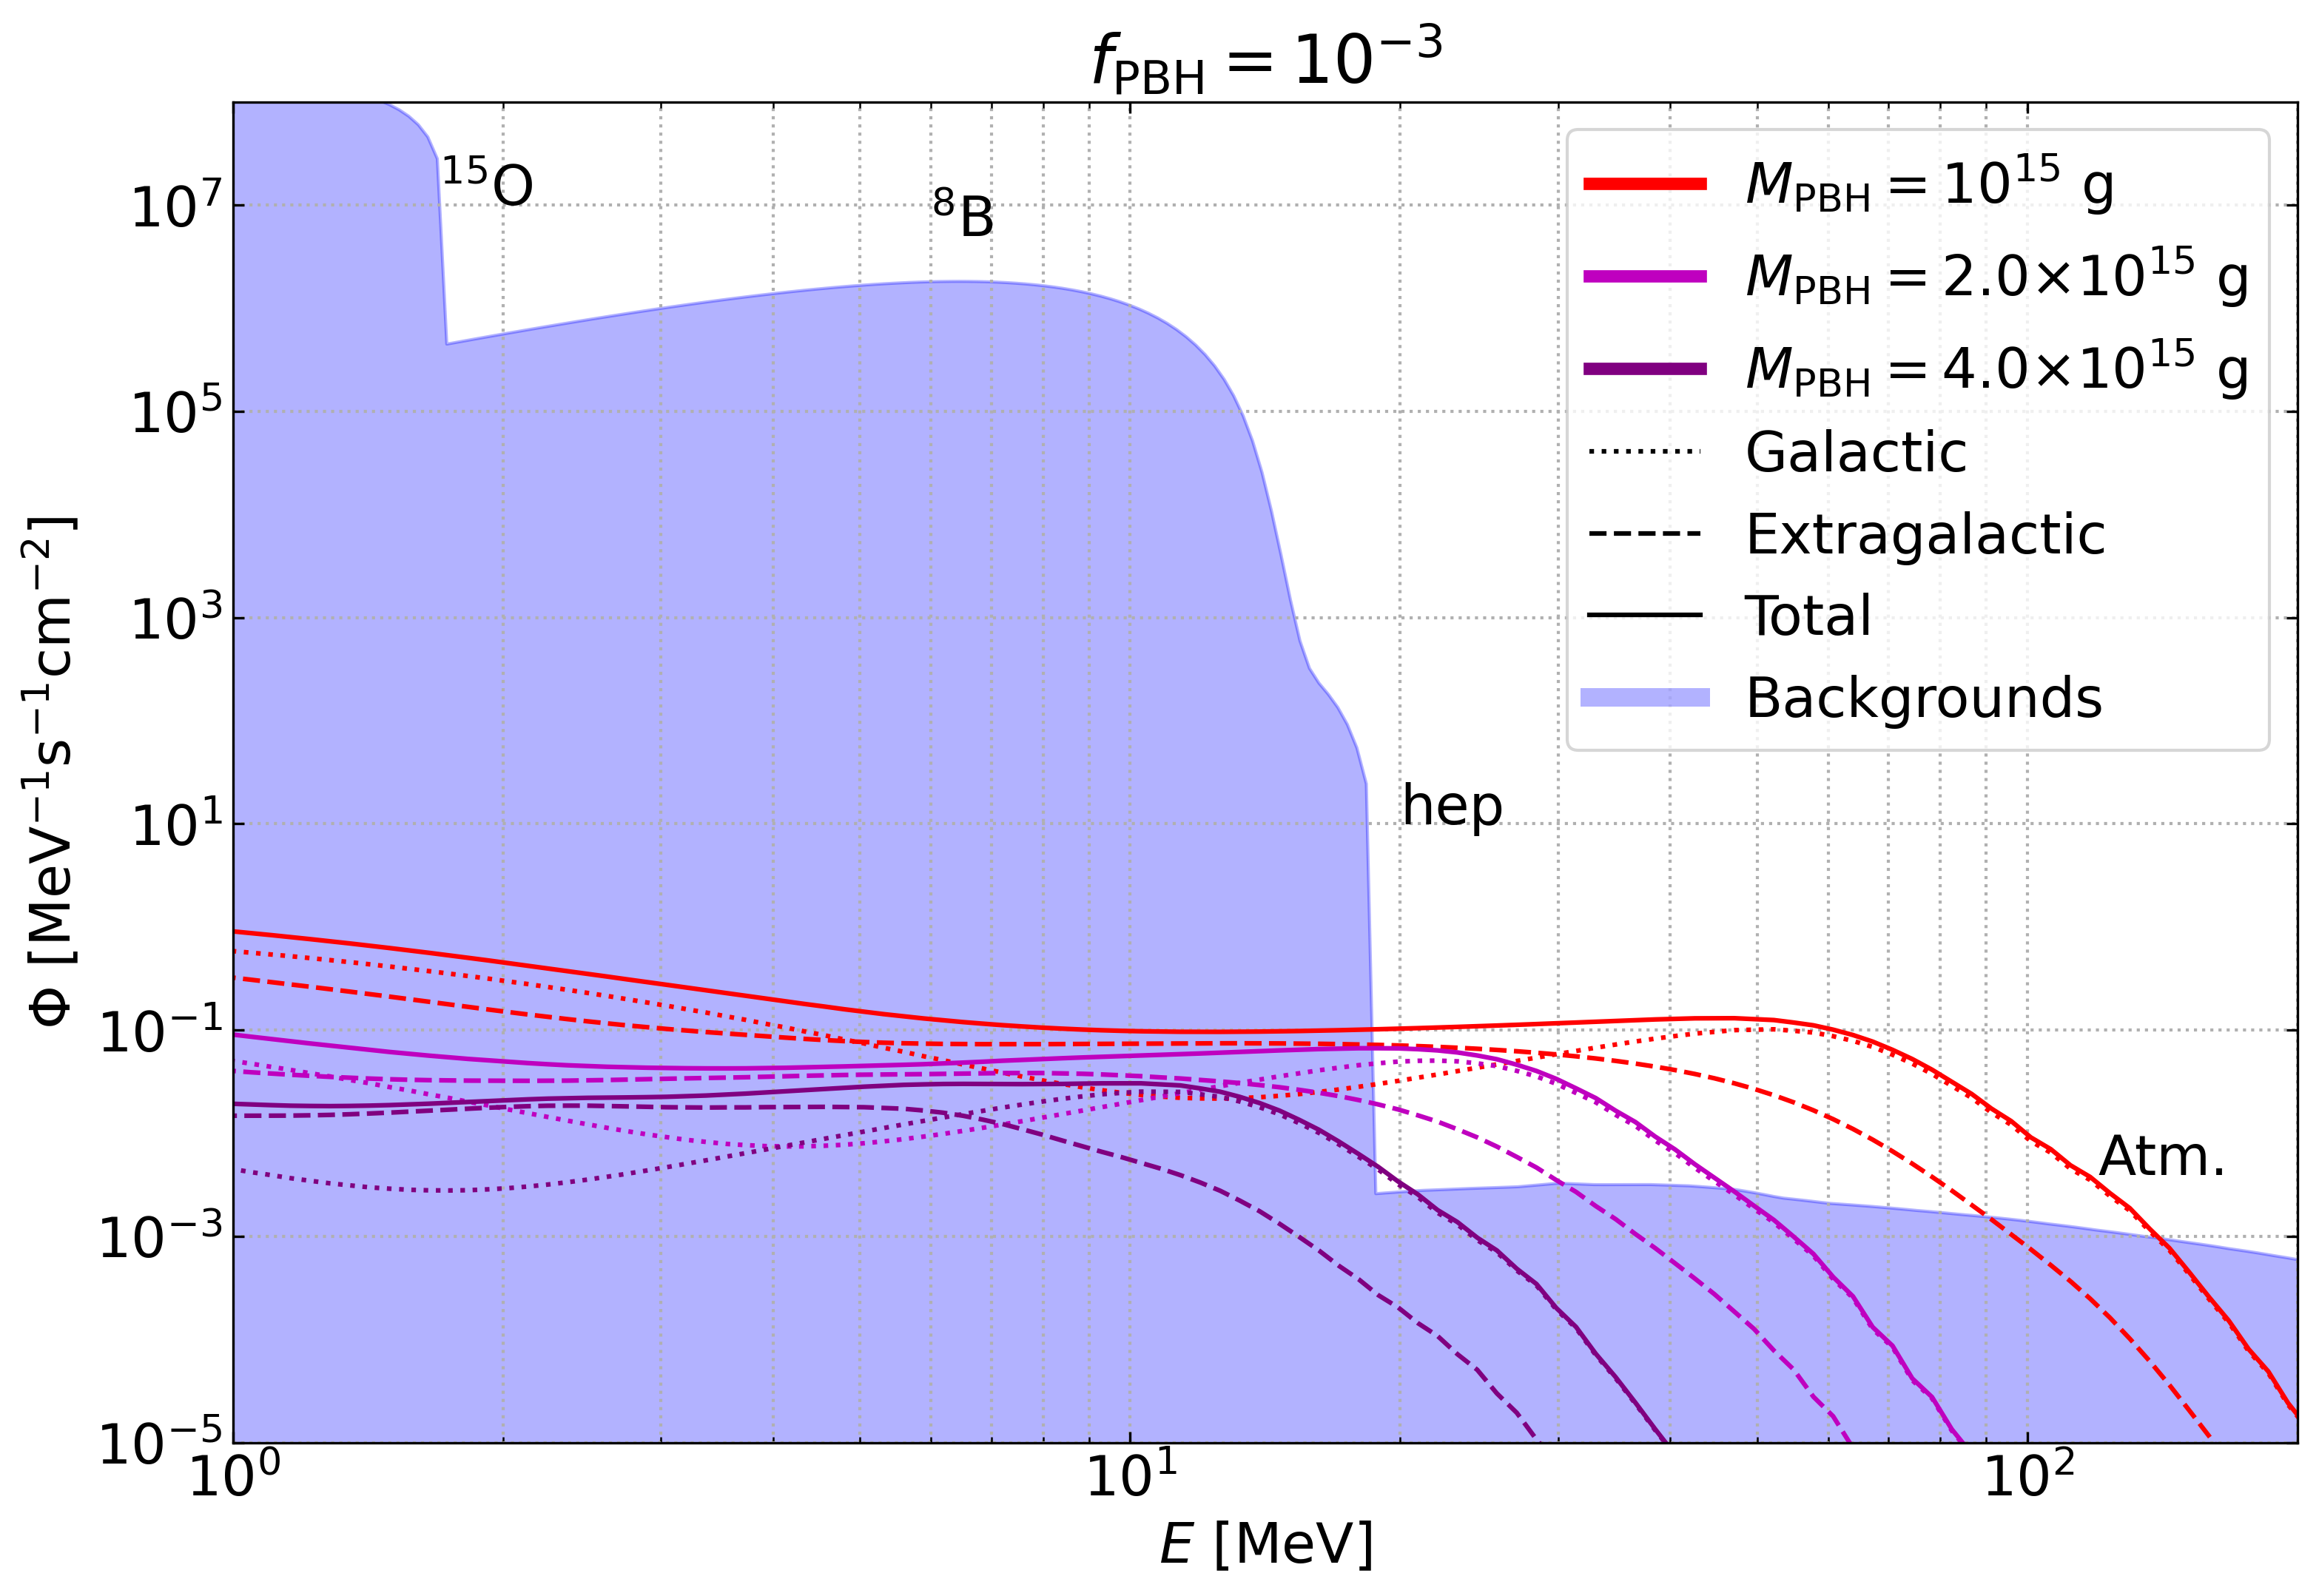 f_PBH = 10^−3
^15O
^8B
hep
Atm.
M_PBH = 10^15 g
M_PBH = 2.0×10^15 g
M_PBH = 4.0×10^15 g
Galactic
Extragalactic
Total
Backgrounds
Φ [MeV^−1s^−1cm^−2]
10^7
10^5
10^3
10^1
10^−1
10^−3
10^−5
10^0 10^1 10^2
E [MeV]